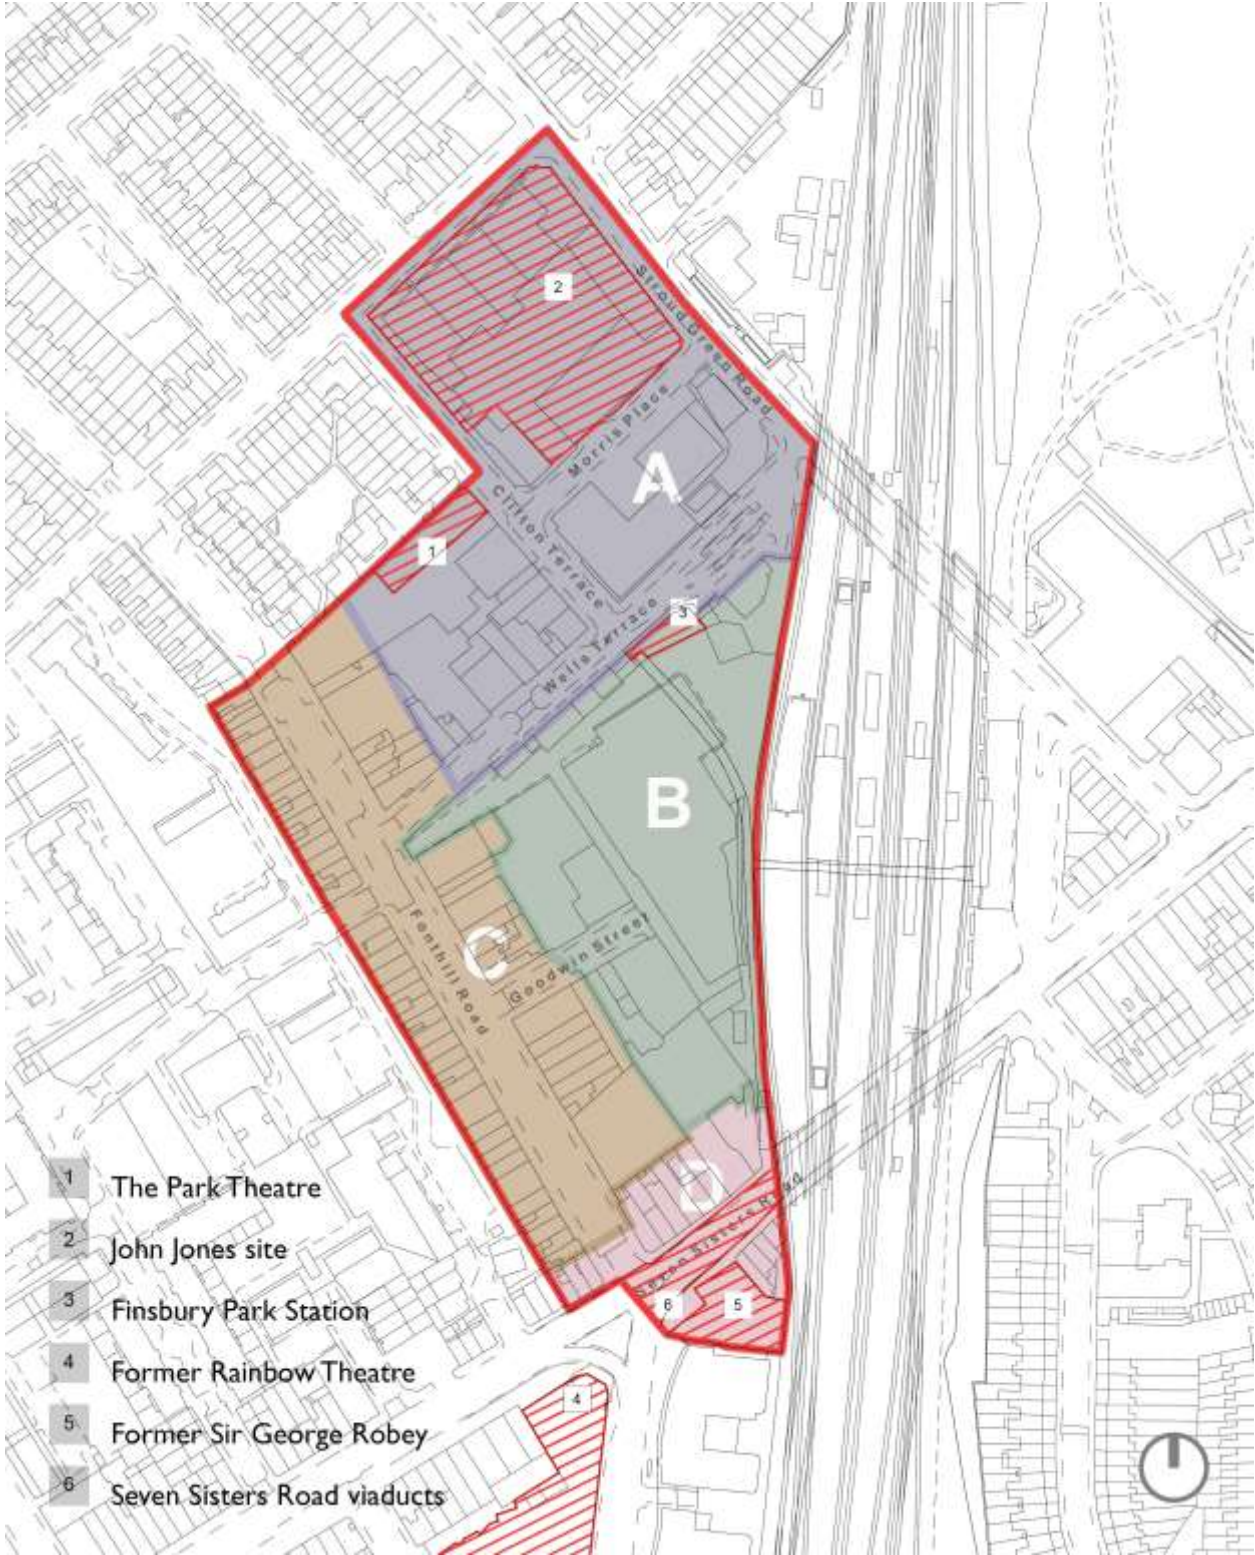 2
Stroud Green Road
Morris Place
A
Clifton Terrace
1
3
Wells Terrace
B
Fonthill Road
C
Goodwin Street
D
Seven Sisters Road
6
5
4
1 The Park Theatre
2 John Jones site
3 Finsbury Park Station
4 Former Rainbow Theatre
5 Former Sir George Robey
6 Seven Sisters Road viaducts